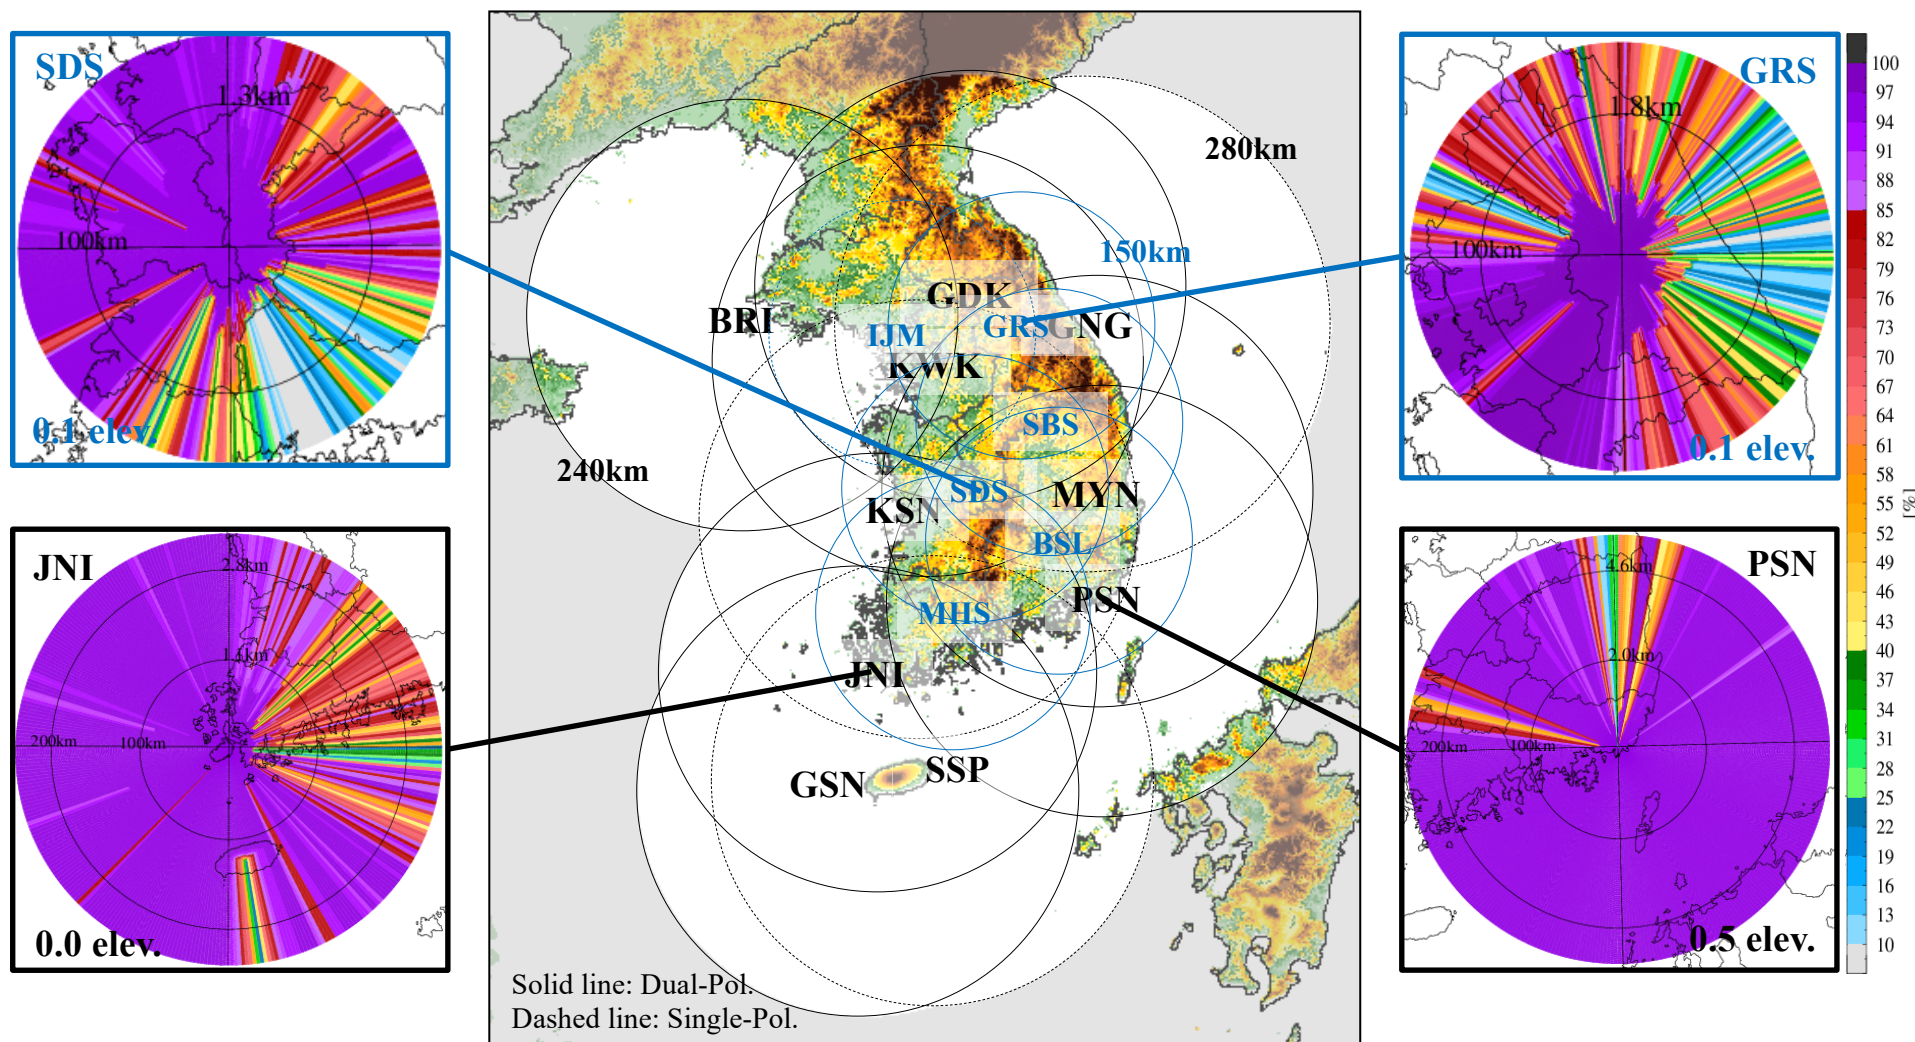 SDS
1.3km
100km
0.1 elev.
JNI
2.8km
1.1km
200km
100km
0.0 elev.
280km
150km
240km
BRI
GDK
GRS
GNG
IJM
KWK
SBS
SDS
KSN
MYN
BSL
MHS
PSN
JNI
GSN
SSP
Solid line: Dual-Pol.
Dashed line: Single-Pol.
GRS
1.8km
100km
0.1 elev.
PSN
4.6km
2.0km
200km
100km
0.5 elev.
100
97
94
91
88
85
82
79
76
73
70
67
64
61
58
55
52
49
46
43
40
37
34
31
28
25
22
19
16
13
10
[%]